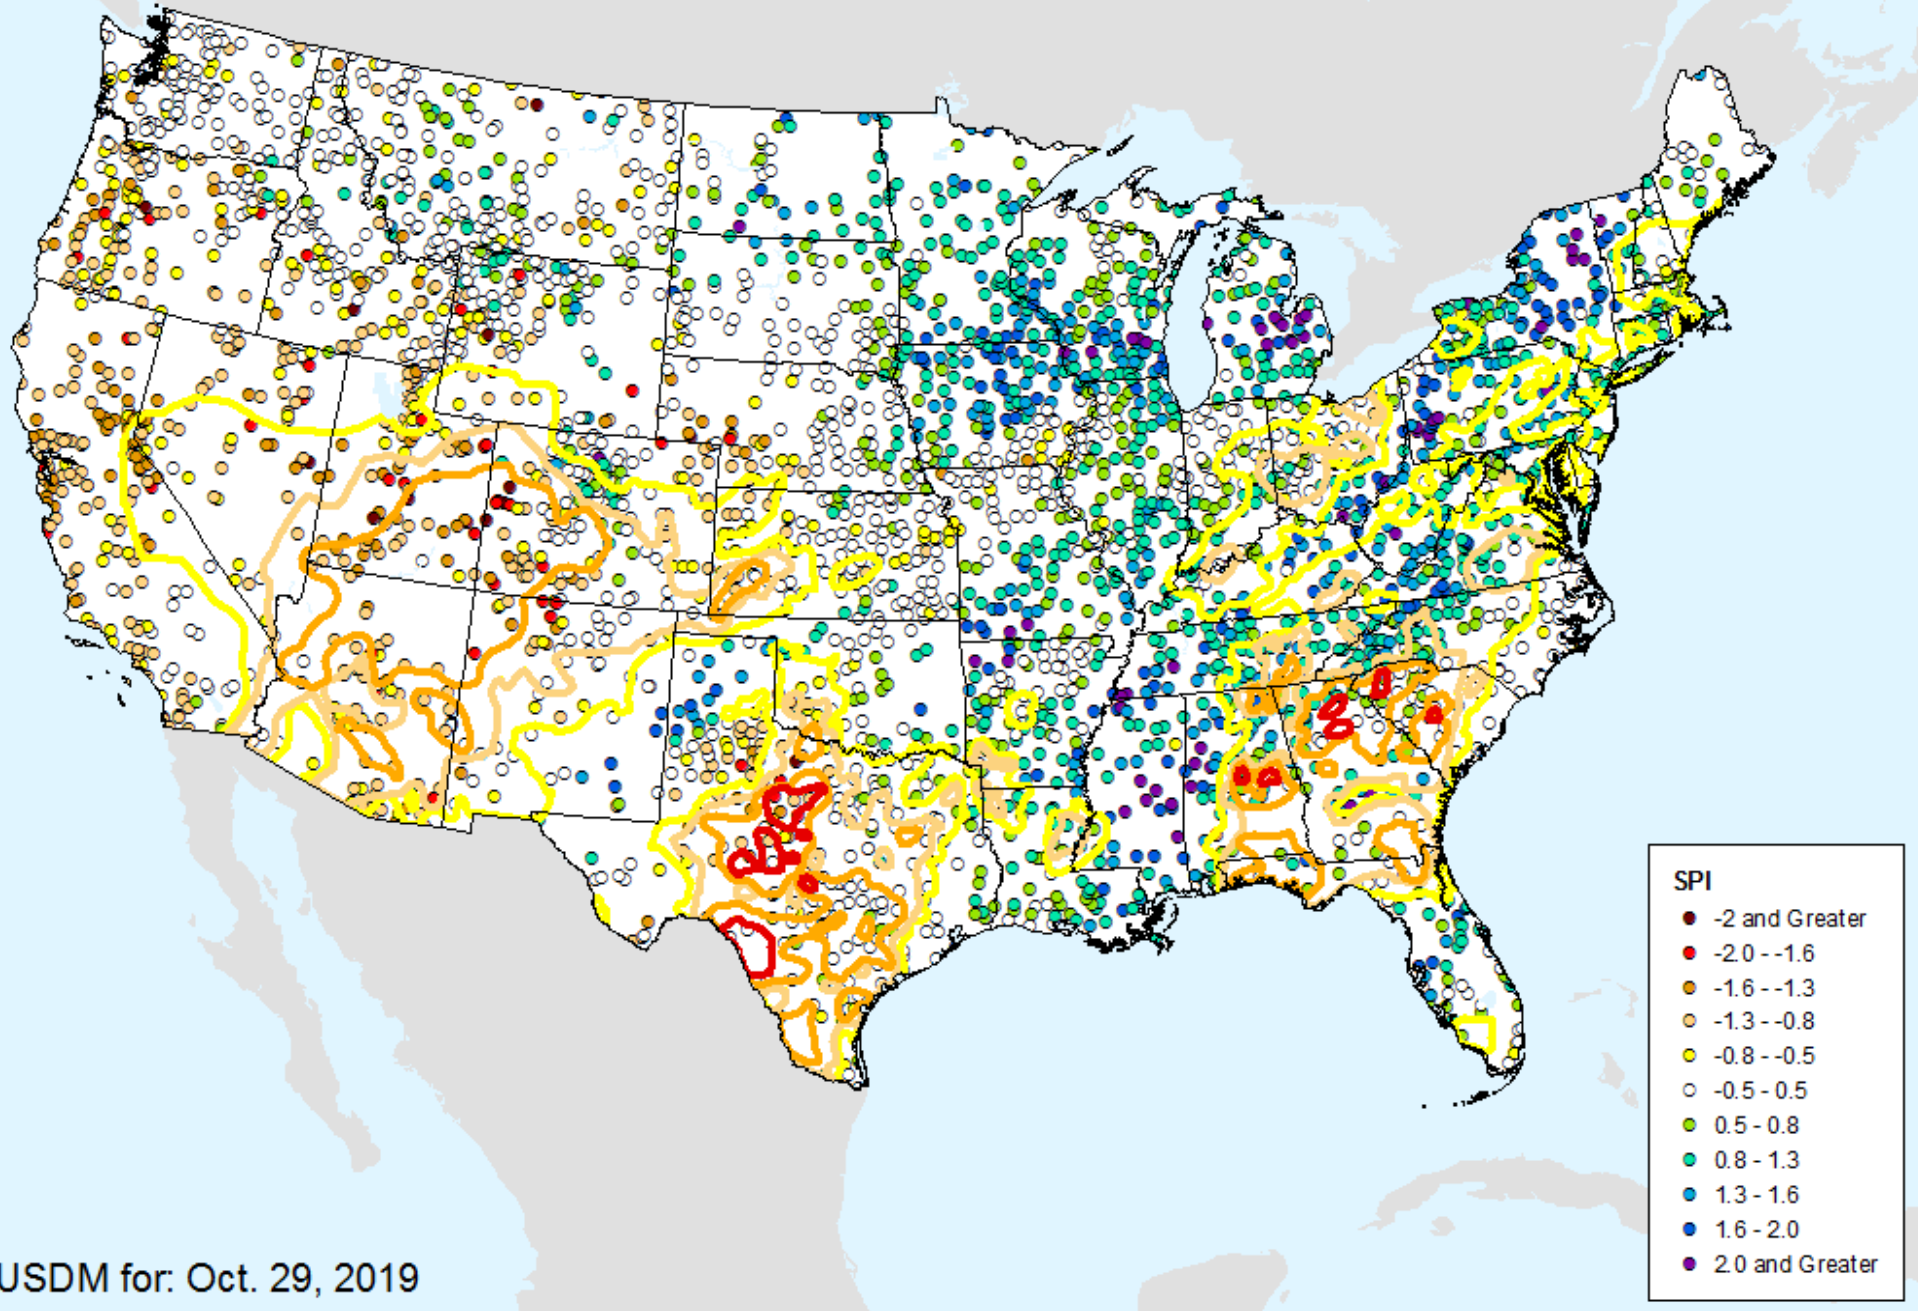 SPI
-2 and Greater
-2.0 - -1.6
-1.6 - -1.3
-1.3 - -0.8
-0.8 - -0.5
-0.5 - 0.5
0.5 - 0.8
0.8 - 1.3
1.3 - 1.6
1.6 - 2.0
2.0 and Greater
USDM for: Oct. 29, 2019